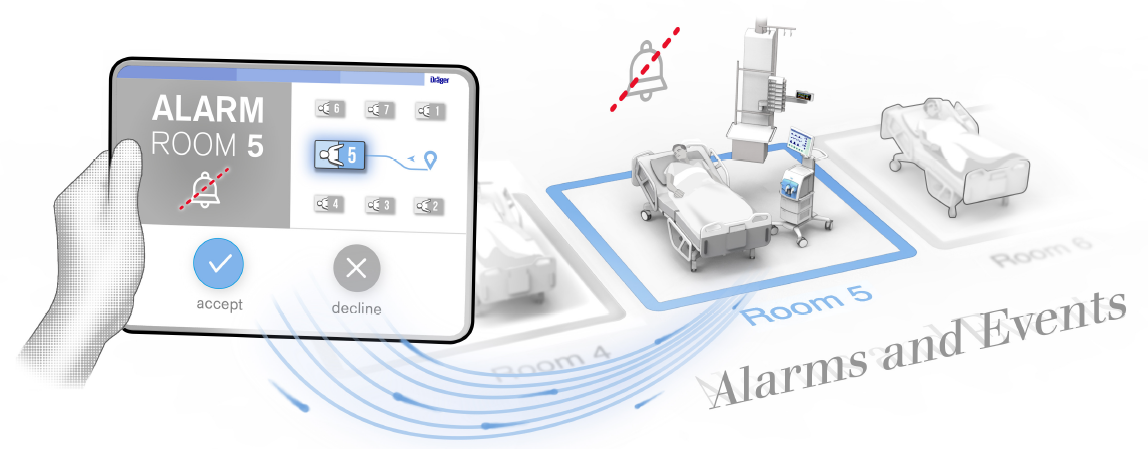 Dräger
ALARM
ROOM 5
6
7
1
5
4
3
2
accept
decline
Room 4
Room 5
Room 6
Alarms and Events